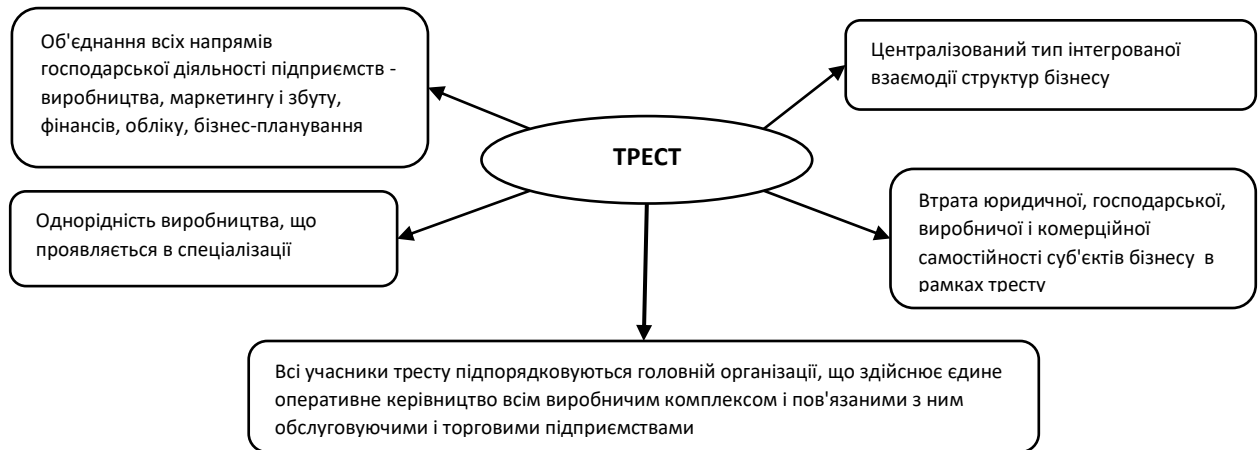 Об'єднання всіх напрямів
господарської діяльності підприємств -
виробництва, маркетингу і збуту,
фінансів, обліку, бізнес-планування
Централізований тип інтегрованої
взаємодії структур бізнесу
ТРЕСТ
Однорідність виробництва, що
проявляється в спеціалізації
Втрата юридичної, господарської,
виробничої і комерційної
самостійності суб'єктів бізнесу в
рамках тресту
Всі учасники тресту підпорядковуються головній організації, що здійснює єдине
оперативне керівництво всім виробничим комплексом і пов'язаними з ним
обслуговуючими і торговими підприємствами